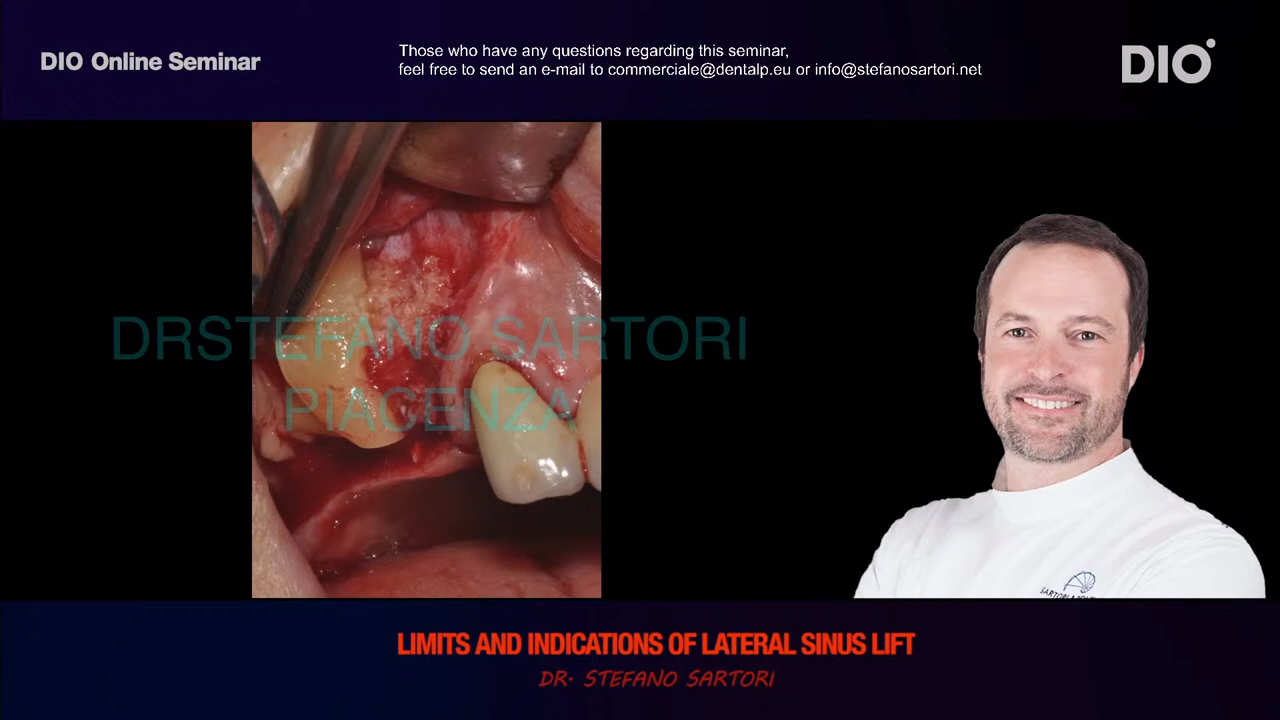 DIO Online Seminar
Those who have any questions regarding this seminar,
feel free to send an e-mail to commerciale@dentalp.eu or info@stefanosartori.net
DIO
DRSTEFANO SARTORI
PIACENZA
LIMITS AND INDICATIONS OF LATERAL SINUS LIFT
DR. STEFANO SARTORI